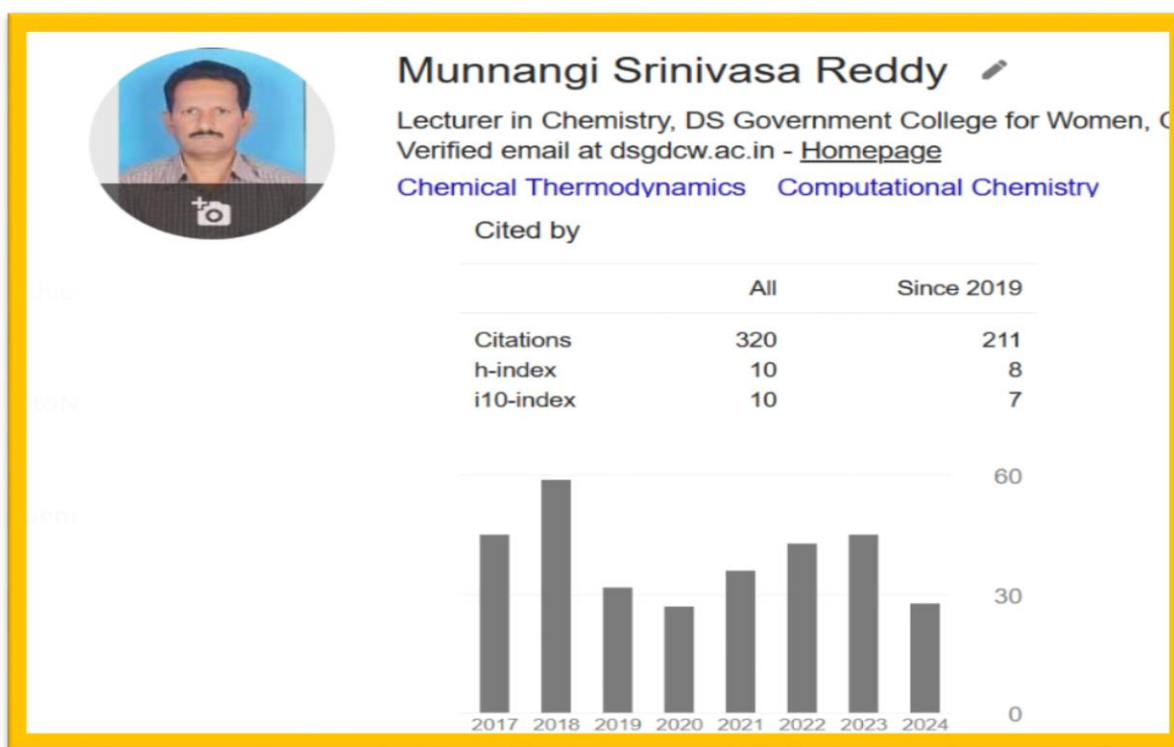 Munnangi Srinivasa Reddy
Lecturer in Chemistry, DS Government College for Women,
Verified email at dsgdcw.ac.in - Homepage
Chemical Thermodynamics Computational Chemistry
Cited by
All Since 2019
Citations 320 211
h-index 10 8
i10-index 10 7
60
30
0
2017 2018 2019 2020 2021 2022 2023 2024